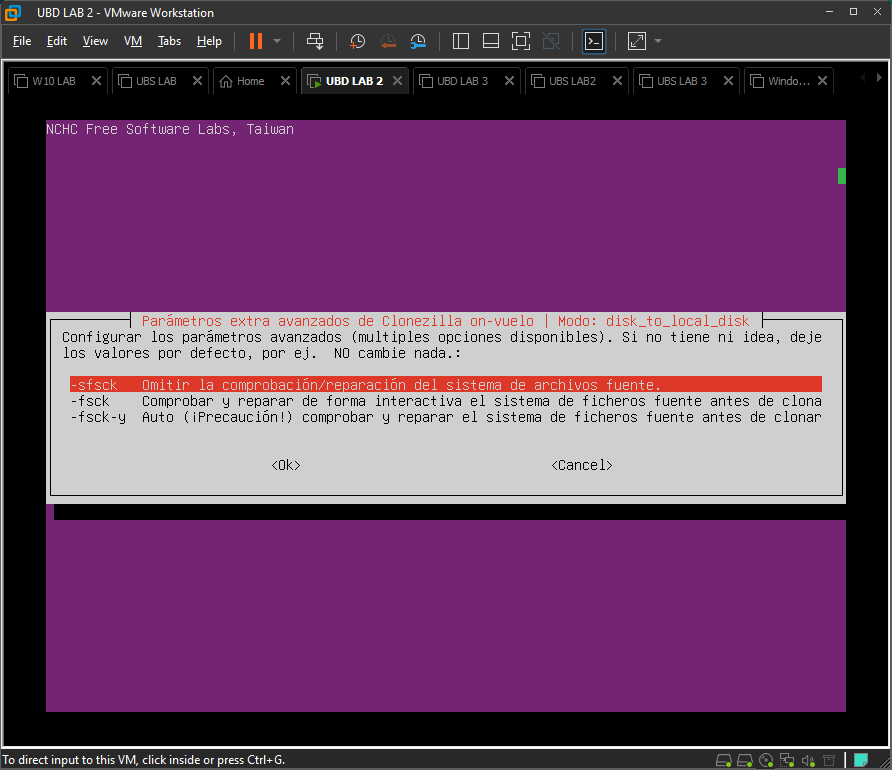 UBD LAB 2 - VMware Workstation
File Edit View VM Tabs Help
W10 LAB UBS LAB Home UBD LAB 2 UBD LAB 3 UBS LAB2 UBS LAB 3 Windo...
NCHC Free Software Labs, Taiwan
Parámetros extra avanzados de Clonezilla on-vuelo | Modo: disk_to_local_disk
Configurar los parámetros avanzados (multiples opciones disponibles). Si no tiene ni idea, deje
los valores por defecto, por ej. NO cambie nada.:
-sfsck Omitir la comprobación/reparación del sistema de archivos fuente.
-fsck Comprobar y reparar de forma interactiva el sistema de ficheros fuente antes de clona
-fsck-y Auto (¡Precaución!) comprobar y reparar el sistema de ficheros fuente antes de clonar
<Ok> <Cancel>
To direct input to this VM, click inside or press Ctrl+G.